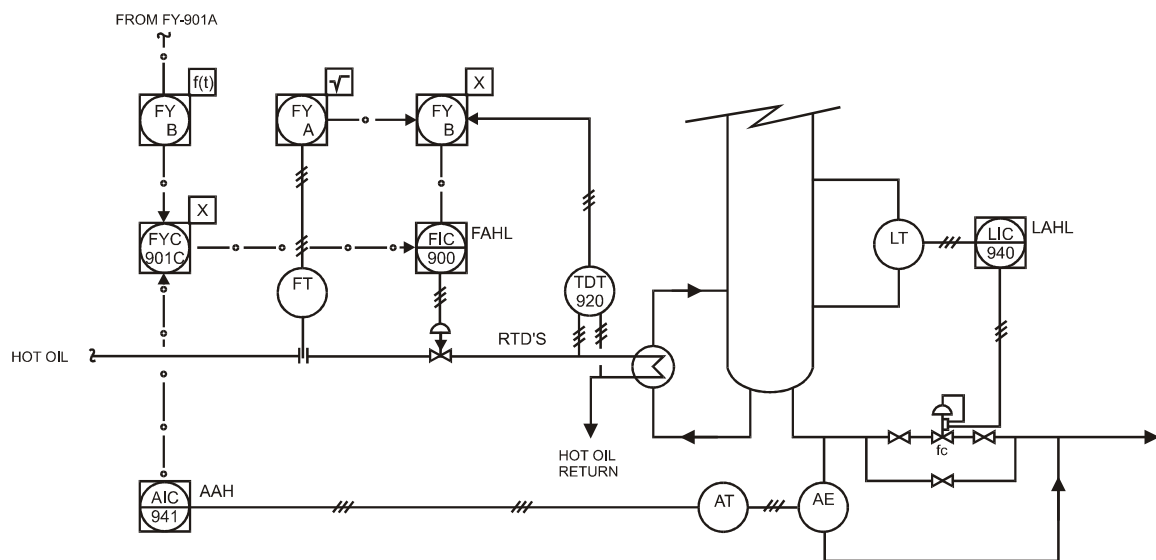 FROM FY-901A
f(t)
√
X
FY
B
FY
A
FY
B
X
FYC
901C
FIC
900
FAHL
LT
LIC
940
LAHL
FT
TDT
920
RTD'S
HOT OIL
HOT OIL
RETURN
fc
AIC
941
AAH
AT
AE